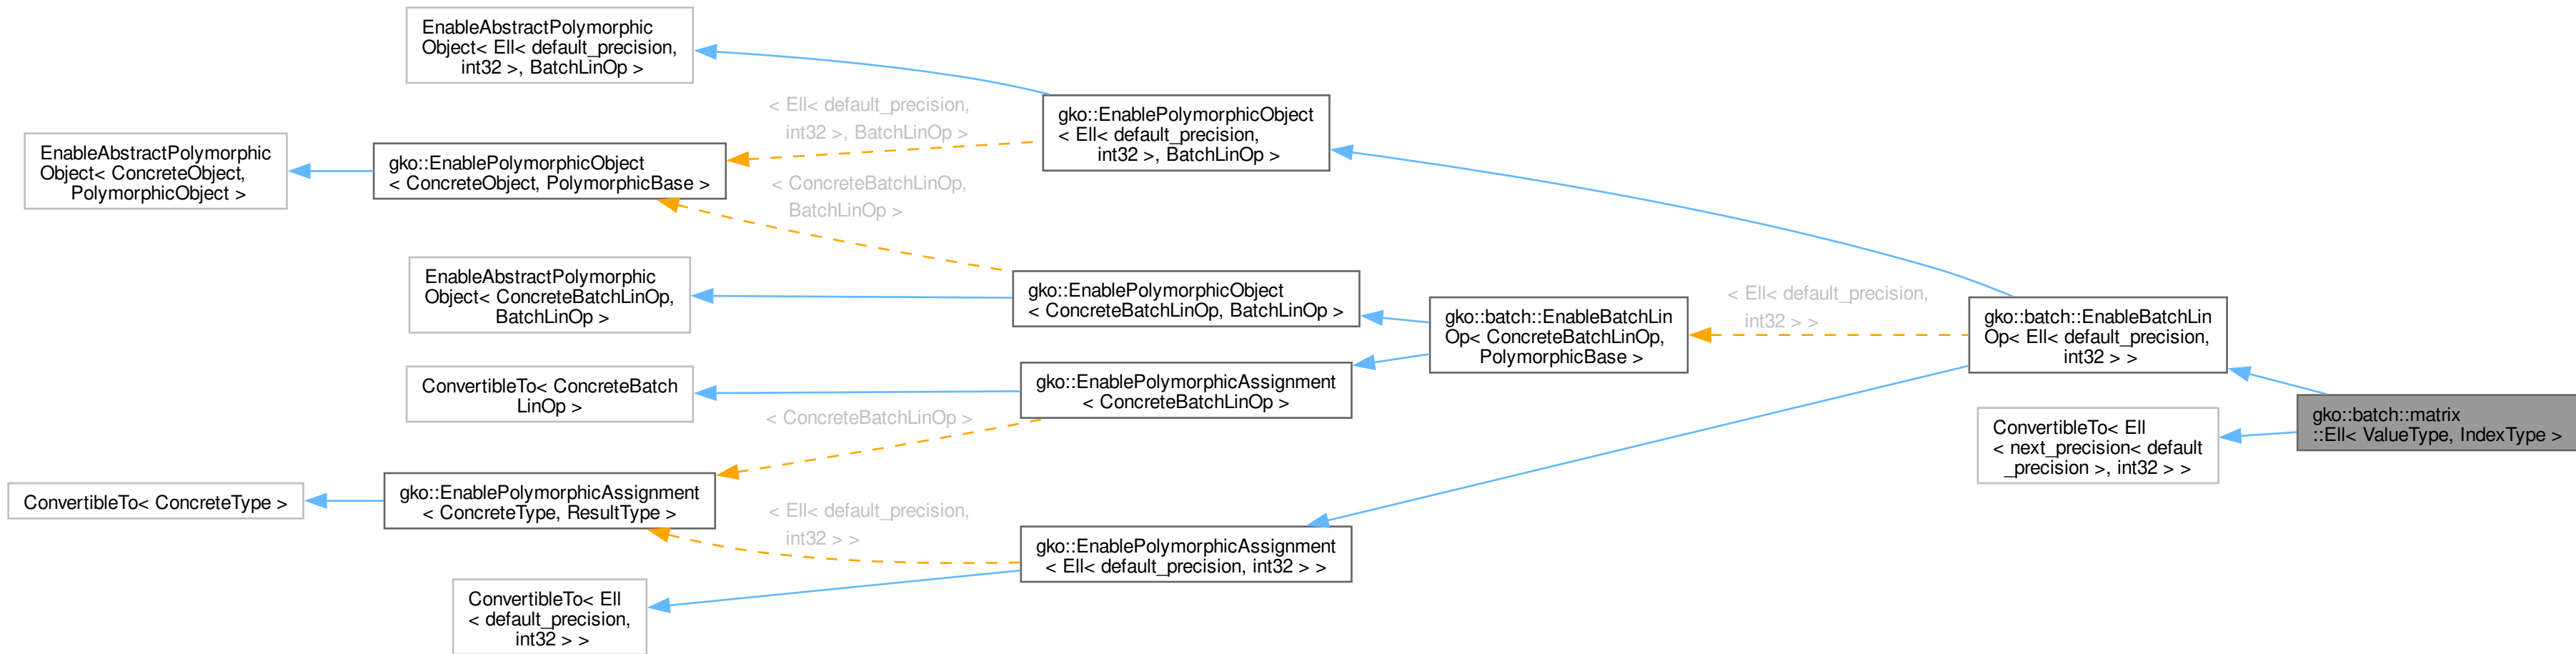 EnableAbstractPolymorphic
Object< Ell< default_precision,
int32 >, BatchLinOp >
< Ell< default_precision,
int32 >, BatchLinOp >
gko::EnablePolymorphicObject
< Ell< default_precision,
int32 >, BatchLinOp >
EnableAbstractPolymorphic
Object< ConcreteObject,
PolymorphicObject >
gko::EnablePolymorphicObject
< ConcreteObject, PolymorphicBase >
< ConcreteBatchLinOp,
BatchLinOp >
EnableAbstractPolymorphic
Object< ConcreteBatchLinOp,
BatchLinOp >
gko::EnablePolymorphicObject
< ConcreteBatchLinOp, BatchLinOp >
gko::batch::EnableBatchLin
Op< ConcreteBatchLinOp,
PolymorphicBase >
< Ell< default_precision,
int32 > >
gko::batch::EnableBatchLin
Op< Ell< default_precision,
int32 > >
ConvertibleTo< ConcreteBatch
LinOp >
gko::EnablePolymorphicAssignment
< ConcreteBatchLinOp >
< ConcreteBatchLinOp >
ConvertibleTo< Ell
< next_precision< default
_precision >, int32 > >
gko::batch::matrix
::Ell< ValueType, IndexType >
ConvertibleTo< ConcreteType >
gko::EnablePolymorphicAssignment
< ConcreteType, ResultType >
< Ell< default_precision,
int32 > >
gko::EnablePolymorphicAssignment
< Ell< default_precision, int32 > >
ConvertibleTo< Ell
< default_precision,
int32 > >